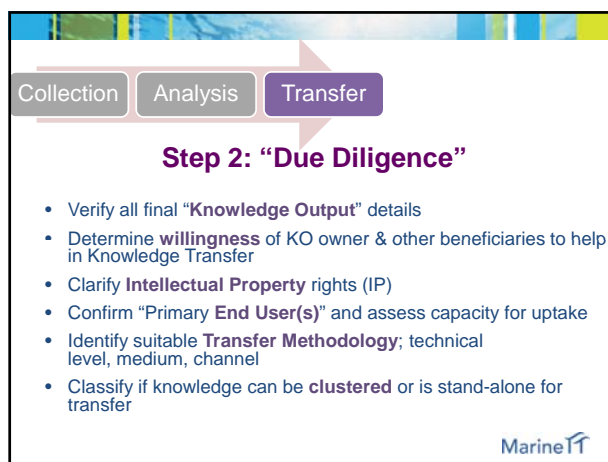 Collection Analysis Transfer
Step 2: “Due Diligence”
• Verify all final “Knowledge Output” details
• Determine willingness of KO owner & other beneficiaries to help
in Knowledge Transfer
• Clarify Intellectual Property rights (IP)
• Confirm “Primary End User(s)” and assess capacity for uptake
• Identify suitable Transfer Methodology; technical
level, medium, channel
• Classify if knowledge can be clustered or is stand-alone for
transfer
Marine TT